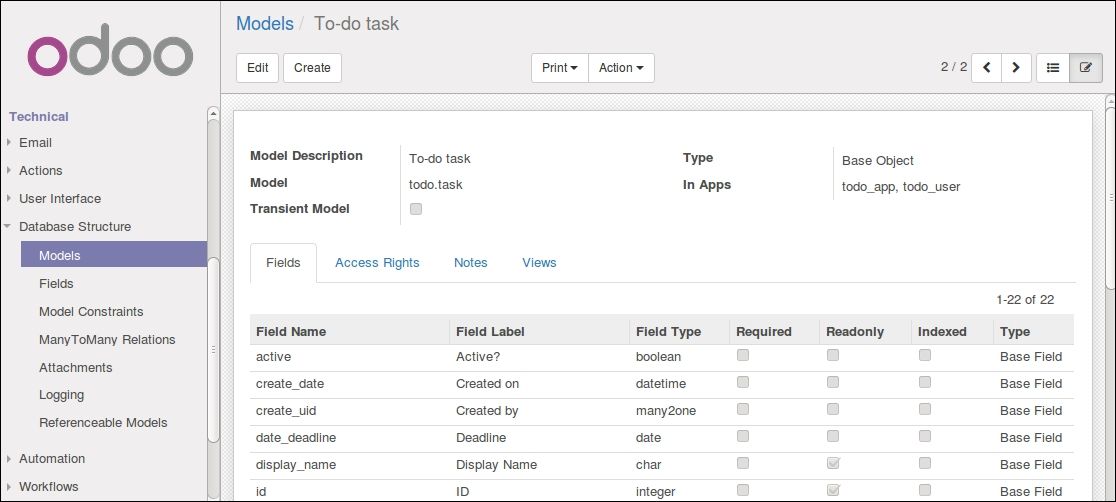 odoo
Technical
Email
Actions
User Interface
Database Structure
Models
Fields
Model Constraints
ManyToMany Relations
Attachments
Logging
Referenceable Models
Automation
Workflows
Models / To-do task
Edit Create Print Action 2 / 2
Model Description To-do task Type Base Object
Model todo.task In Apps todo_app, todo_user
Transient Model
Fields Access Rights Notes Views
1-22 of 22
Field Name Field Label Field Type Required Readonly Indexed Type
active Active? boolean Base Field
create_date Created on datetime Base Field
create_uid Created by many2one Base Field
date_deadline Deadline date Base Field
display_name Display Name char Base Field
id ID integer Base Field